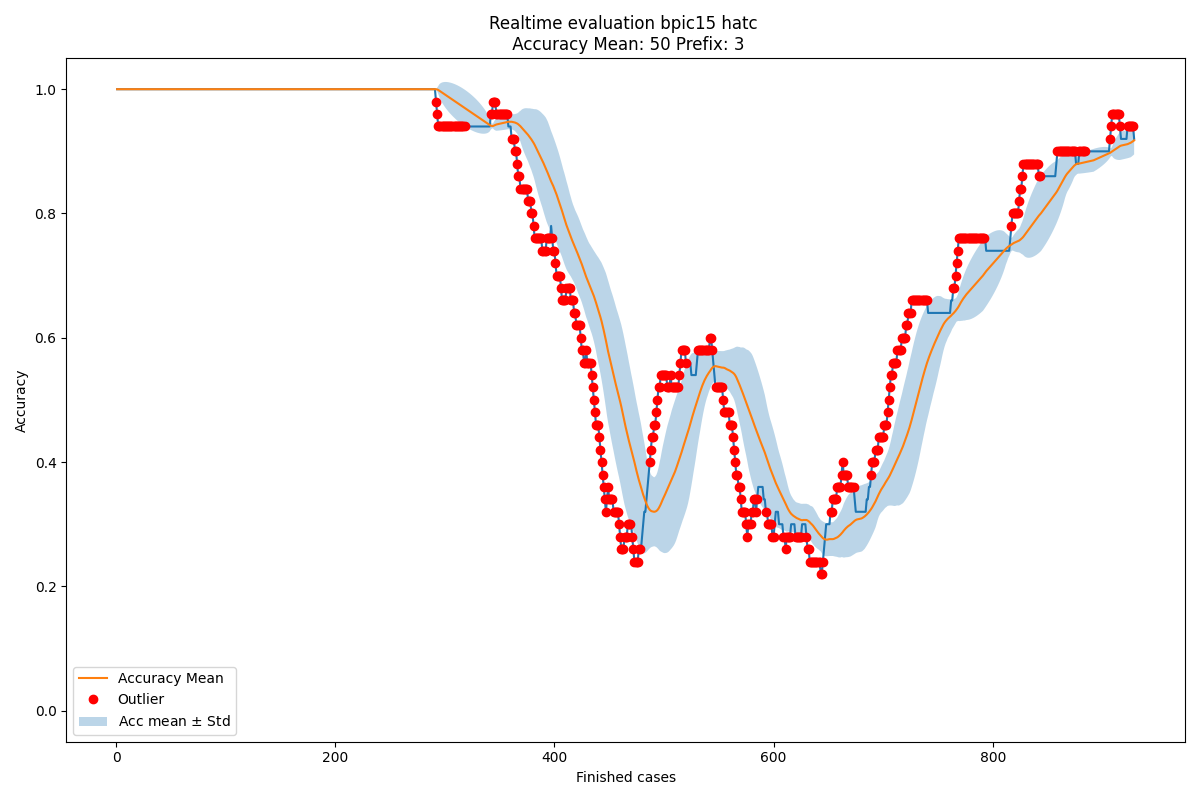 Realtime evaluation bpic15 hatc
Accuracy Mean: 50 Prefix: 3
1.0
0.8
0.6
0.4
0.2
0.0
Accuracy
Accuracy Mean
Outlier
Acc mean ± Std
0
200
400
600
800
Finished cases